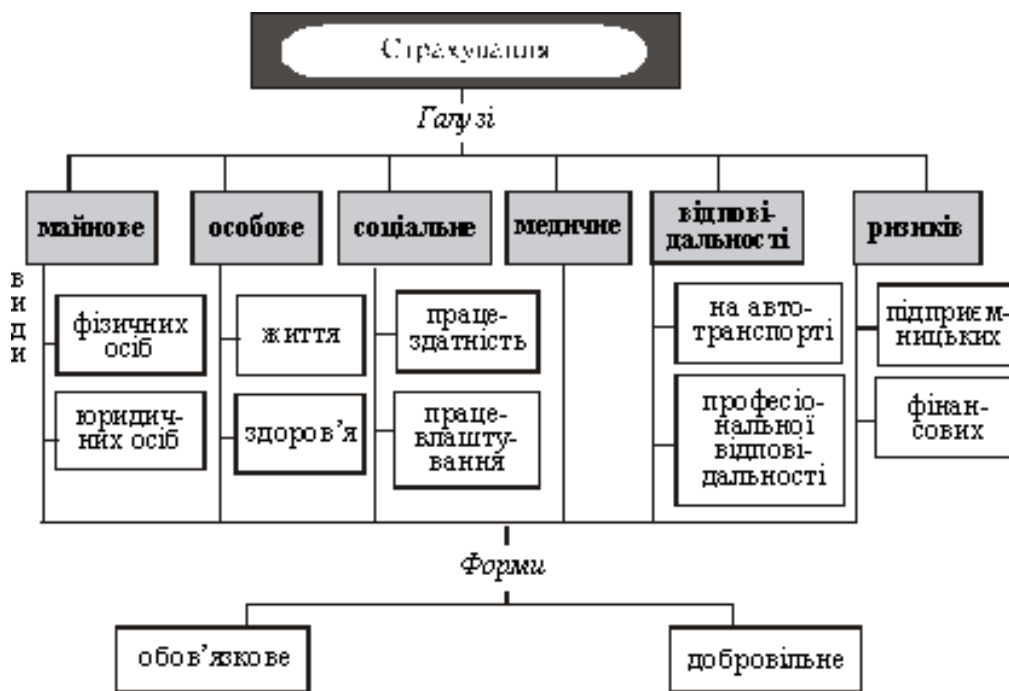 Страхування
Галузі
майнове
особове
соціальне
медичне
відпові-
дальності
ризиків
види
фізичних
осіб
життя
праце-
здатність
на авто-
транспорті
підприєм-
ницьких
юридич-
них осіб
здоров’я
праце-
влашту-
вання
професіо-
нальної
відпові-
дальності
фінан-
сових
Форми
обов’язкове
добровільне